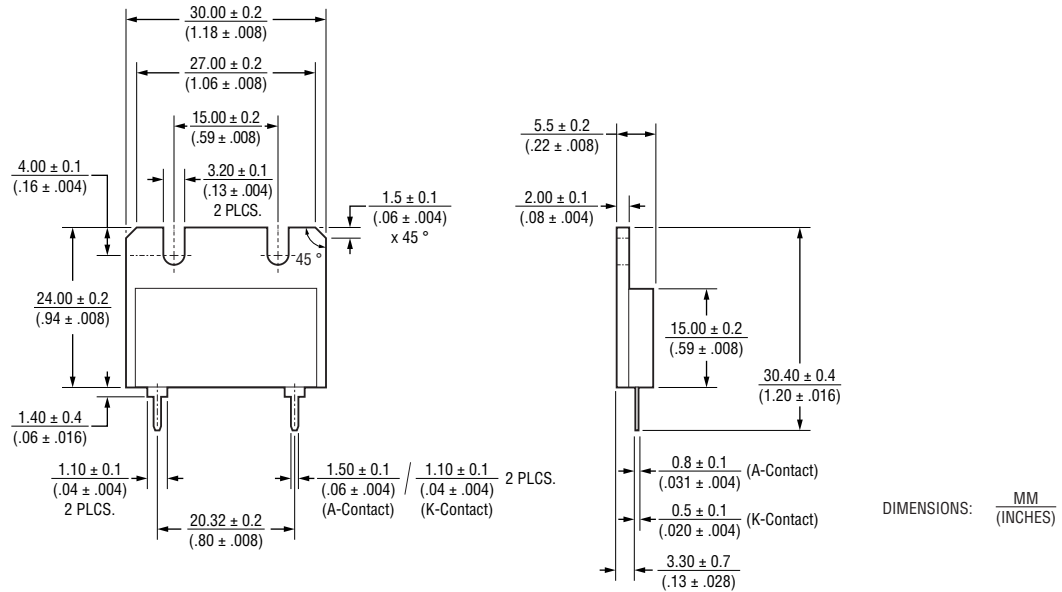 30.00 ± 0.2
(1.18 ± .008)
27.00 ± 0.2
(1.06 ± .008)
15.00 ± 0.2
(.59 ± .008)
4.00 ± 0.1
(.16 ± .004)
3.20 ± 0.1
(.13 ± .004)
2 PLCS.
1.5 ± 0.1
(.06 ± .004)
x 45 °
45 °
24.00 ± 0.2
(.94 ± .008)
1.40 ± 0.4
(.06 ± .016)
1.10 ± 0.1
(.04 ± .004)
2 PLCS.
1.50 ± 0.1
(.06 ± .004)
(A-Contact)
/
1.10 ± 0.1
(.04 ± .004)
(K-Contact)
2 PLCS.
20.32 ± 0.2
(.80 ± .008)
5.5 ± 0.2
(.22 ± .008)
2.00 ± 0.1
(.08 ± .004)
15.00 ± 0.2
(.59 ± .008)
30.40 ± 0.4
(1.20 ± .016)
0.8 ± 0.1
(.031 ± .004)
(A-Contact)
0.5 ± 0.1
(.020 ± .004)
(K-Contact)
3.30 ± 0.7
(.13 ± .028)
DIMENSIONS:
MM
(INCHES)